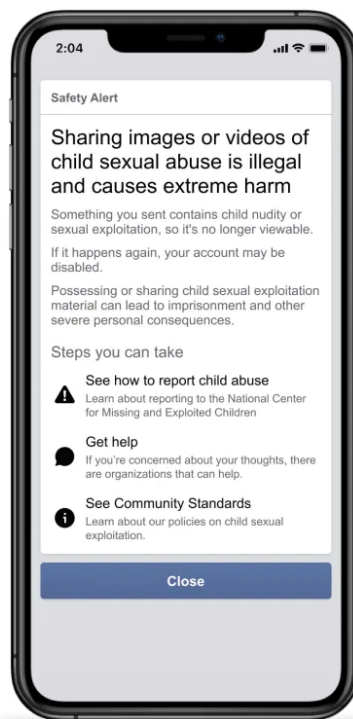 2:04
Safety Alert
Sharing images or videos of
child sexual abuse is illegal
and causes extreme harm
Something you sent contains child nudity or
sexual exploitation, so it's no longer viewable.
If it happens again, your account may be
disabled.
Possessing or sharing child sexual exploitation
material can lead to imprisonment and other
severe personal consequences.
Steps you can take
See how to report child abuse
Learn about reporting to the National Center
for Missing and Exploited Children
Get help
If you're concerned about your thoughts, there
are organizations that can help.
See Community Standards
Learn about our policies on child sexual
exploitation.
Close